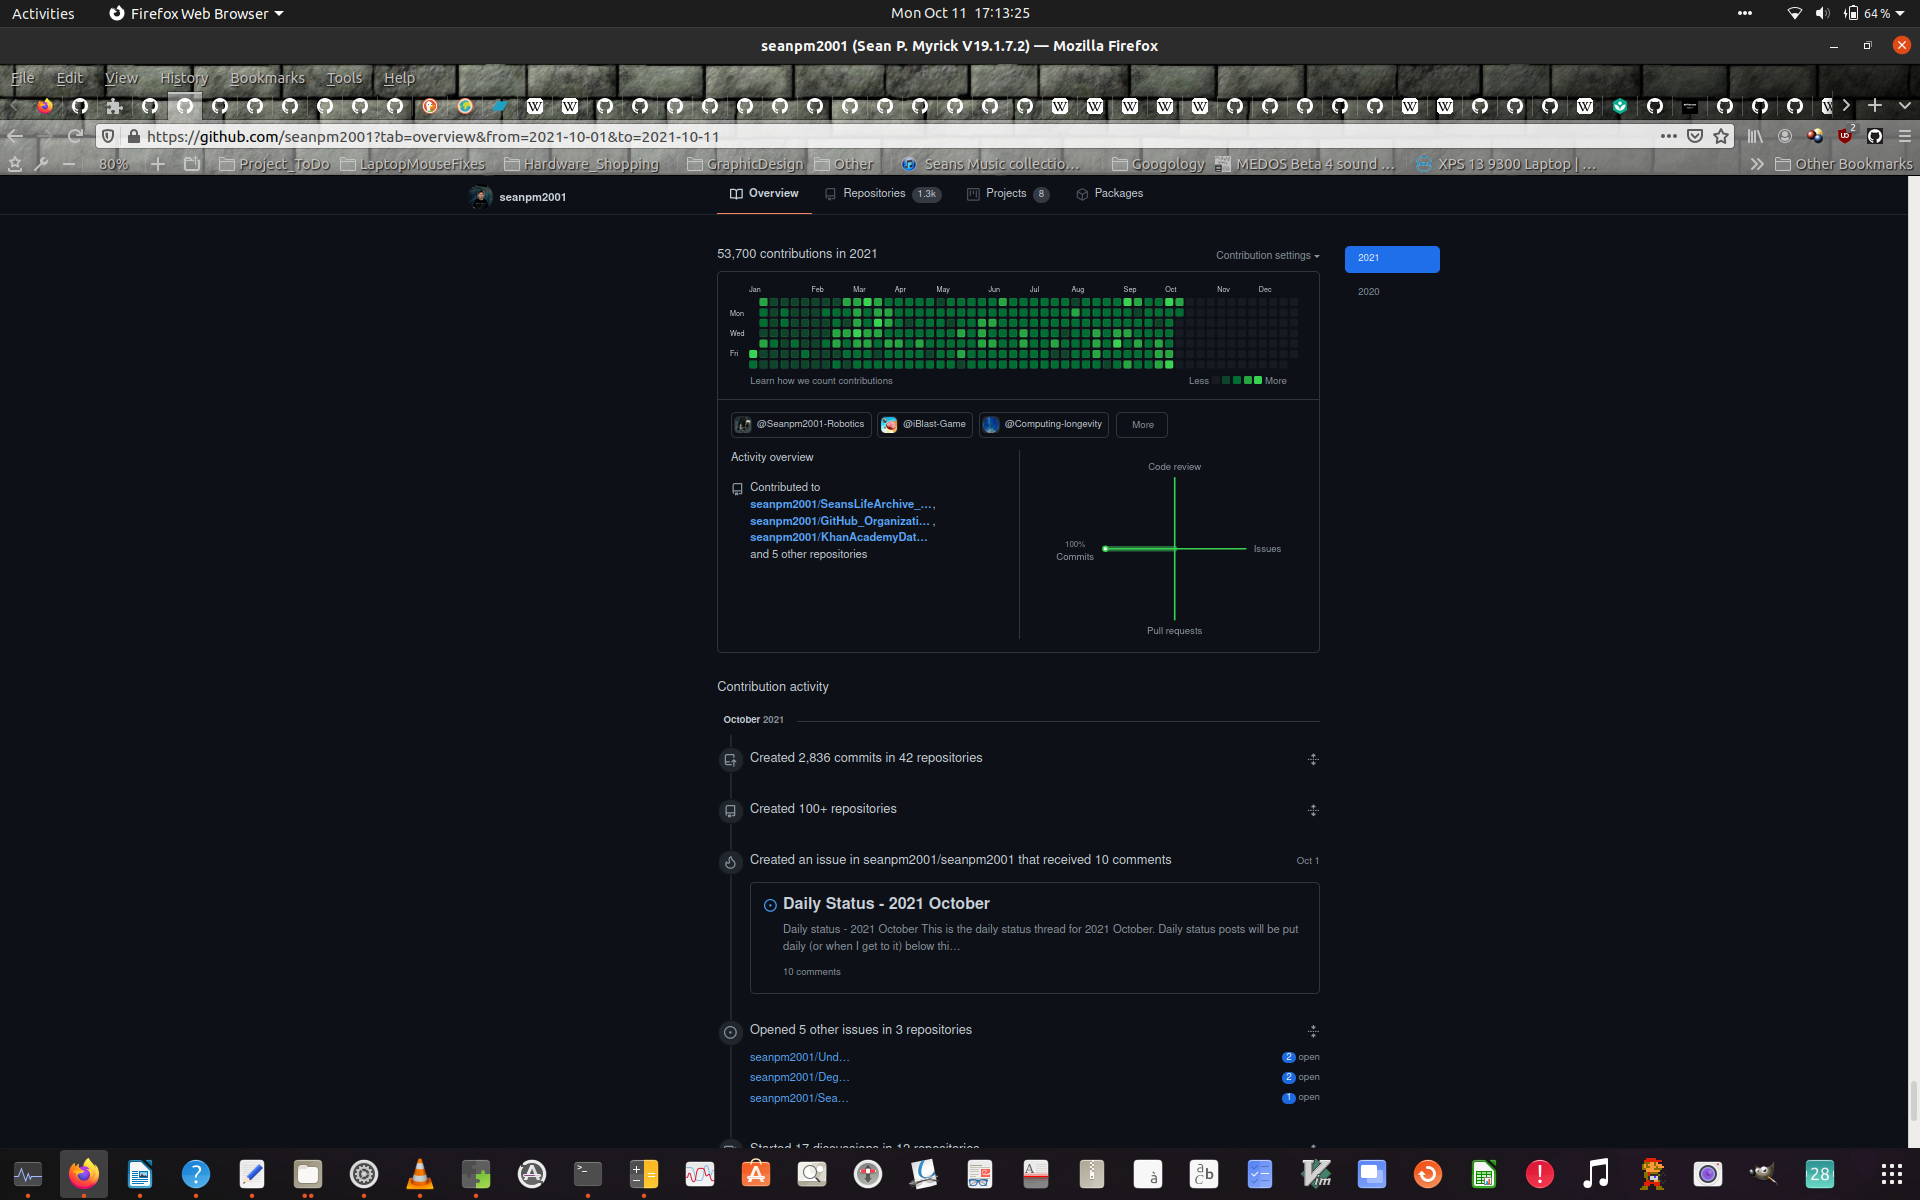 Activities
Firefox Web Browser
Mon Oct 11 17:13:25
64 %
seanpm2001 (Sean P. Myrick V19.1.7.2) — Mozilla Firefox
File Edit View History Bookmarks Tools Help
https://github.com/seanpm2001?tab=overview&from=2021-10-01&to=2021-10-11
2
80% Project_ToDo LaptopMouseFixes Hardware_Shopping GraphicDesign Other Seans Music collectio… Googology MEDOS Beta 4 sound … XPS 13 9300 Laptop | … Other Bookmarks
seanpm2001
Overview
Repositories 1.3k
Projects 8
Packages
53,700 contributions in 2021
Contribution settings
2021
2020
Jan Feb Mar Apr May Jun Jul Aug Sep Oct Nov Dec
Mon
Wed
Fri
Learn how we count contributions
Less More
@Seanpm2001-Robotics
@iBlast-Game
@Computing-longevity
More
Activity overview
Contributed to
seanpm2001/SeansLifeArchive_… ,
seanpm2001/GitHub_Organizati… ,
seanpm2001/KhanAcademyDat…
and 5 other repositories
Code review
100%
Commits
Issues
Pull requests
Contribution activity
October 2021
Created 2,836 commits in 42 repositories
Created 100+ repositories
Created an issue in seanpm2001/seanpm2001 that received 10 comments
Oct 1
Daily Status - 2021 October
Daily status - 2021 October This is the daily status thread for 2021 October. Daily status posts will be put
daily (or when I get to it) below thi…
10 comments
Opened 5 other issues in 3 repositories
seanpm2001/Und…
2 open
seanpm2001/Deg…
2 open
seanpm2001/Sea…
1 open
Started 17 discussions in 12 repositories
28